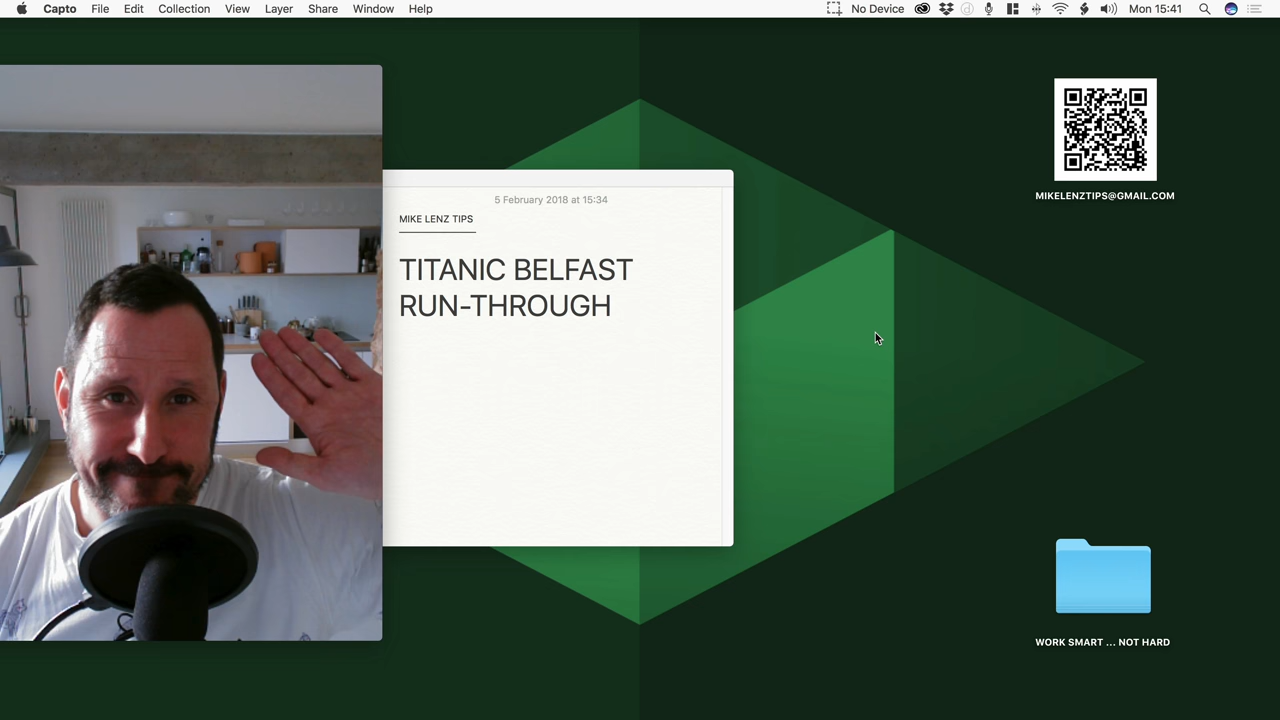 Capto File Edit Collection View Layer Share Window Help No Device Mon 15:41
5 February 2018 at 15:34
MIKE LENZ TIPS
TITANIC BELFAST
RUN-THROUGH
MIKELENZTIPS@GMAIL.COM
WORK SMART ... NOT HARD